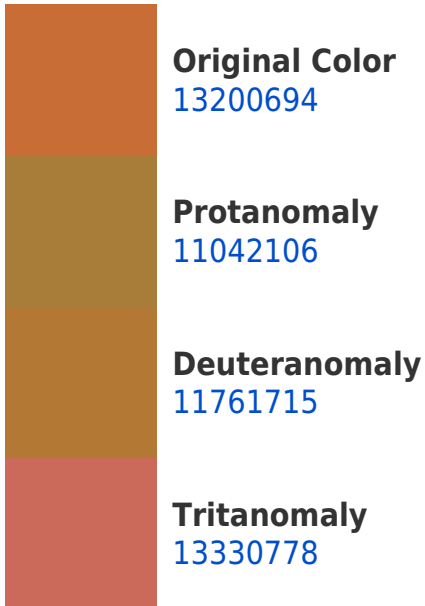 Original Color
13200694
Protanomaly
11042106
Deuteranomaly
11761715
Tritanomaly
13330778